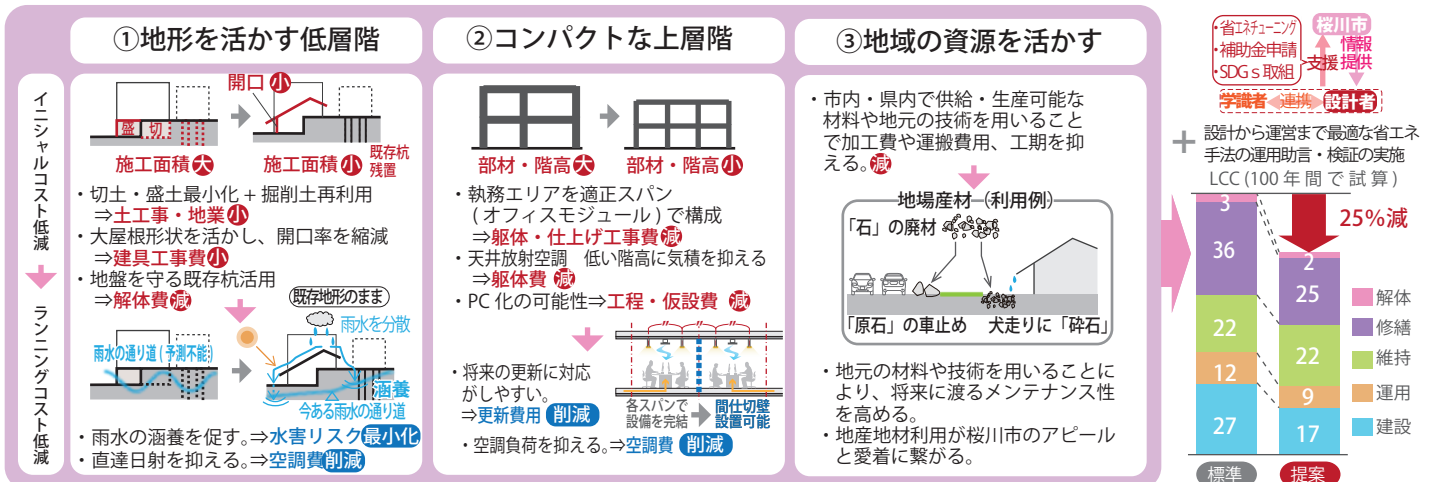 イニシャルコスト低減
ランニングコスト低減
①地形を活かす低層階
開口 小
盛 切
施工面積 大
施工面積 小
既存杭
残置
・切土・盛土最小化 + 掘削土再利用
⇒土工事・地業 小
・大屋根形状を活かし、開口率を縮減
⇒建具工事費 小
・地盤を守る既存杭活用
⇒解体費 減
既存地形のまま
雨水を分散
雨水の通り道(予測不能)
涵養
今ある雨水の通り道
・雨水の涵養を促す。⇒水害リスク 最小化
・直達日射を抑える。⇒空調費 削減
②コンパクトな上層階
部材・階高 大
部材・階高 小
・執務エリアを適正スパン
(オフィスモジュール)で構成
⇒躯体・仕上げ工事費 減
・天井放射空調 低い階高に気積を抑える
⇒躯体費 減
・PC 化の可能性⇒工程・仮設費 減
・将来の更新に対応
がしやすい。
⇒更新費用 削減
各スパンで
設備を完結
間仕切壁
設置可能
・空調負荷を抑える。⇒空調費 削減
③地域の資源を活かす
・市内・県内で供給・生産可能な
材料や地元の技術を用いること
で加工費や運搬費用、工期を抑
える。減
地場産材 (利用例)
「石」の廃材
「原石」の車止め
犬走りに「砕石」
・地元の材料や技術を用いることに
より、将来に渡るメンテナンス性
を高める。
・地産地材利用が桜川市のアピール
と愛着に繋がる。
・省エネチューニング
・補助金申請
・SDGs取組
桜川市
支援
情報
提供
学識者
連携
設計者
+
設計から運営まで最適な省エネ
手法の運用助言・検証の実施
LCC (100 年間で試算)
25%減
3
36
22
12
27
2
25
22
9
17
解体
修繕
維持
運用
建設
標準
提案